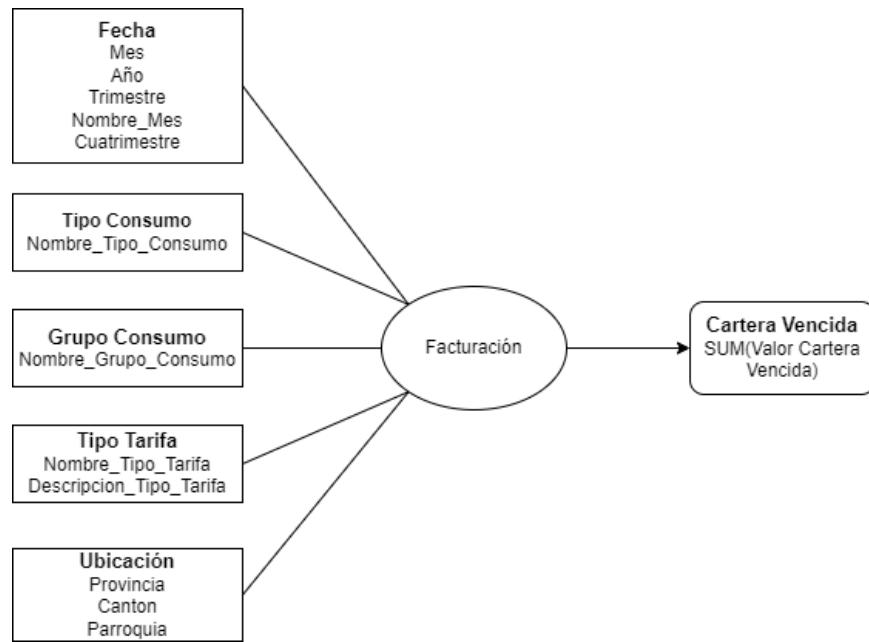 Fecha
Mes
Año
Trimestre
Nombre_Mes
Cuatrimestre
Tipo Consumo
Nombre_Tipo_Consumo
Grupo Consumo
Nombre_Grupo_Consumo
Tipo Tarifa
Nombre_Tipo_Tarifa
Descripcion_Tipo_Tarifa
Ubicación
Provincia
Canton
Parroquia
Facturación
Cartera Vencida
SUM(Valor Cartera
Vencida)